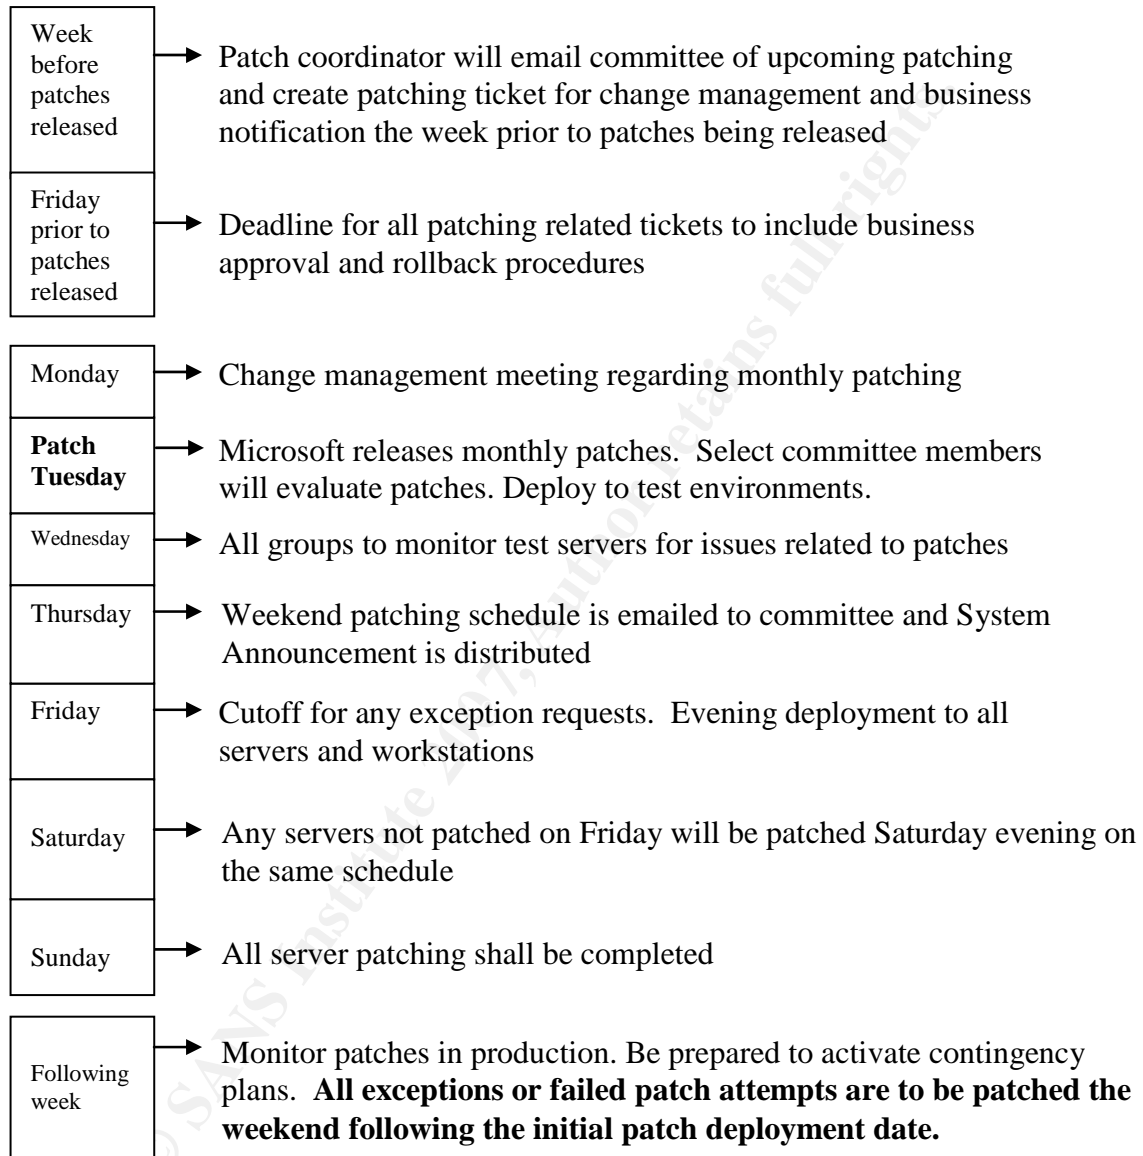 Week
before
patches
released
Patch coordinator will email committee of upcoming patching
and create patching ticket for change management and business
notification the week prior to patches being released
Friday
prior to
patches
released
Deadline for all patching related tickets to include business
approval and rollback procedures
Monday
Change management meeting regarding monthly patching
Patch
Tuesday
Microsoft releases monthly patches.  Select committee members
will evaluate patches. Deploy to test environments.
Wednesday
All groups to monitor test servers for issues related to patches
Thursday
Weekend patching schedule is emailed to committee and System
Announcement is distributed
Friday
Cutoff for any exception requests.  Evening deployment to all
servers and workstations
Saturday
Any servers not patched on Friday will be patched Saturday evening on
the same schedule
Sunday
All server patching shall be completed
Following
week
Monitor patches in production. Be prepared to activate contingency
plans.  All exceptions or failed patch attempts are to be patched the
weekend following the initial patch deployment date.
© SANS Institute 2007, Author retains full rights.